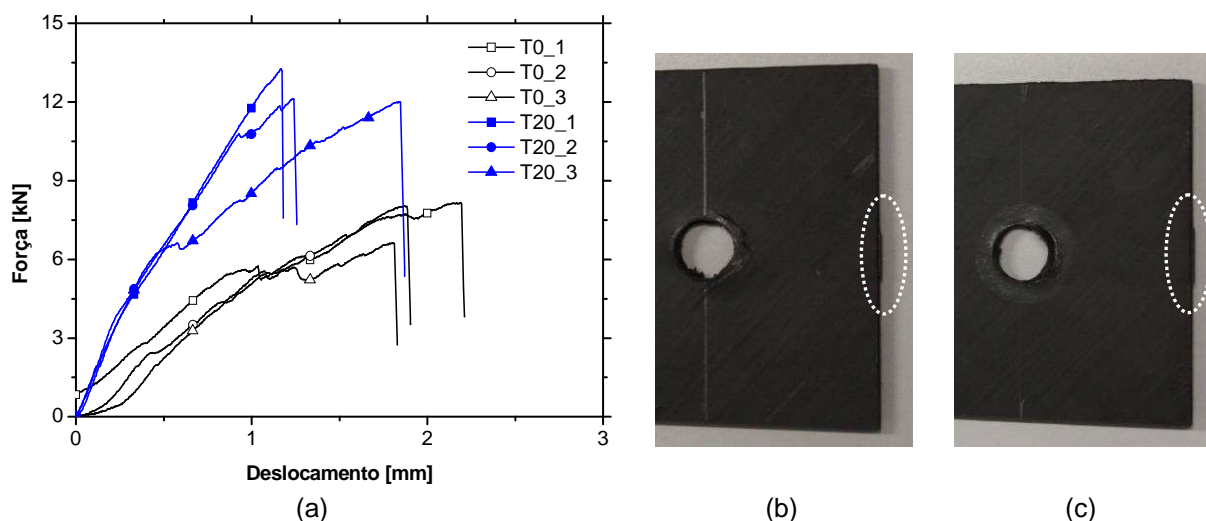 15
12
9
6
3
0
0
1
2
3
Força [kN]
Deslocamento [mm]
T0_1
T0_2
T0_3
T20_1
T20_2
T20_3
(a)
(b)
(c)